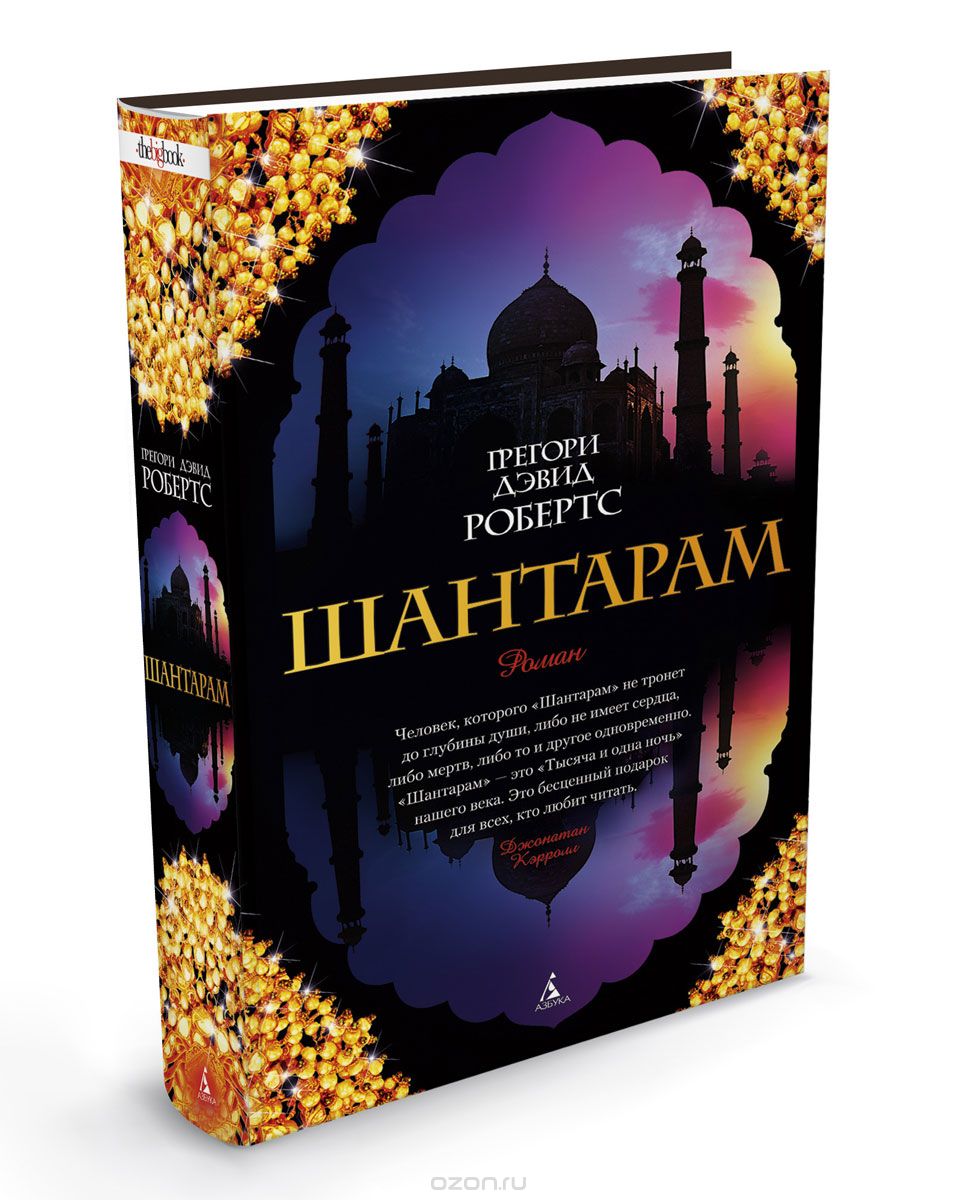 ·thebigbook·
ГРЕГОРИ ДЭВИД
РОБЕРТС
ШАНТАРАМ
АЗБУКА
ГРЕГОРИ
ДЭВИД
РОБЕРТС
ШАНТАРАМ
Роман
Человек, которого «Шантарам» не тронет
до глубины души, либо не имеет сердца,
либо мертв, либо то и другое одновременно.
«Шантарам» — это «Тысяча и одна ночь»
нашего века. Это бесценный подарок
для всех, кто любит читать.
Джонатан
Кэрролл
АЗБУКА
ozon.ru